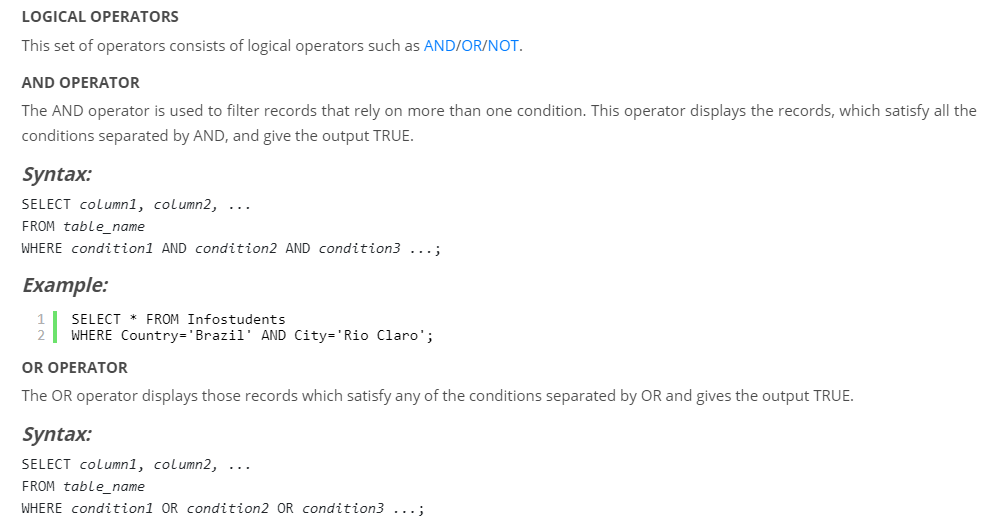 LOGICAL OPERATORS
This set of operators consists of logical operators such as AND/OR/NOT.
AND OPERATOR
The AND operator is used to filter records that rely on more than one condition. This operator displays the records, which satisfy all the
conditions separated by AND, and give the output TRUE.
Syntax:
SELECT column1, column2, ...
FROM table_name
WHERE condition1 AND condition2 AND condition3 ...;
Example:
1 SELECT * FROM Infostudents
2 WHERE Country='Brazil' AND City='Rio Claro';
OR OPERATOR
The OR operator displays those records which satisfy any of the conditions separated by OR and gives the output TRUE.
Syntax:
SELECT column1, column2, ...
FROM table_name
WHERE condition1 OR condition2 OR condition3 ...;